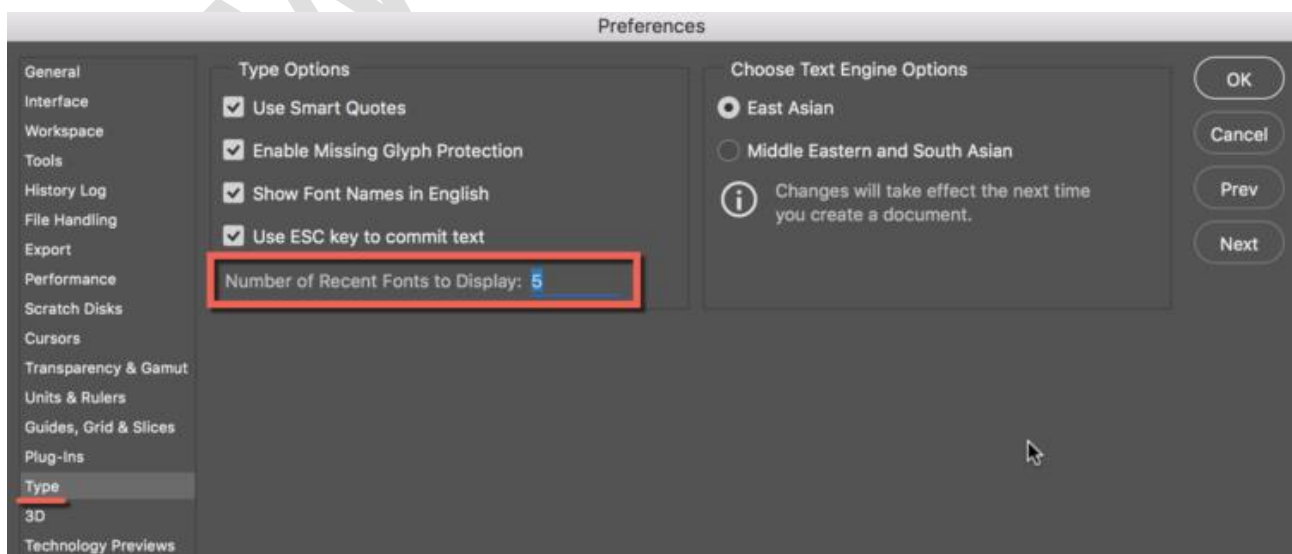 Preferences
General
Interface
Workspace
Tools
History Log
File Handling
Export
Performance
Scratch Disks
Cursors
Transparency & Gamut
Units & Rulers
Guides, Grid & Slices
Plug-Ins
Type
3D
Technology Previews
Type Options
Use Smart Quotes
Enable Missing Glyph Protection
Show Font Names in English
Use ESC key to commit text
Number of Recent Fonts to Display: 5
Choose Text Engine Options
East Asian
Middle Eastern and South Asian
Changes will take effect the next time
you create a document.
OK
Cancel
Prev
Next